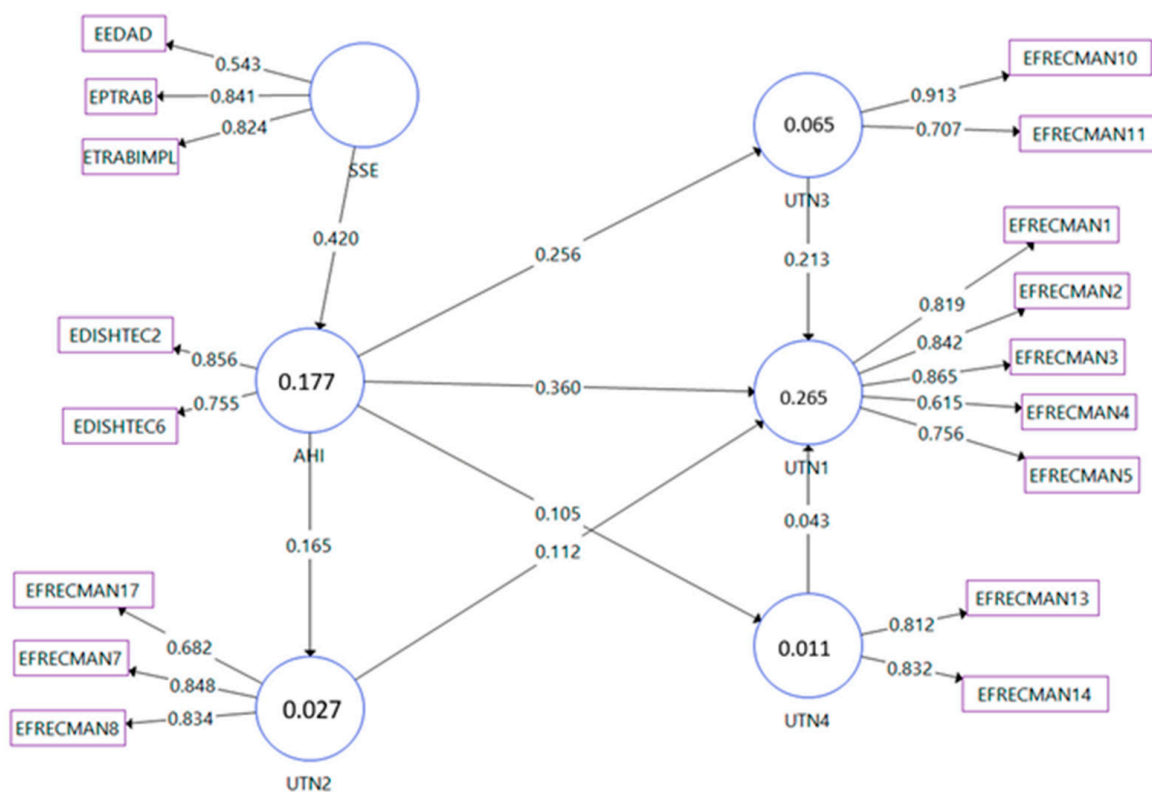 EEDAD
0.543
EPTRAB
0.841
0.824
ETRABIMPL
SSE
0.420
EDISHTEC2
0.856
0.755
EDISHTEC6
0.177
AHI
0.165
EFRECMAN17
0.682
EFRECMAN7
0.848
0.834
EFRECMAN8
0.027
UTN2
0.256
0.360
0.105
0.112
0.065
UTN3
0.213
0.265
UTN1
0.043
0.011
UTN4
EFRECMAN10
0.913
0.707
EFRECMAN11
EFRECMAN1
0.819
EFRECMAN2
0.842
EFRECMAN3
0.865
0.615
EFRECMAN4
0.756
EFRECMAN5
EFRECMAN13
0.812
0.832
EFRECMAN14